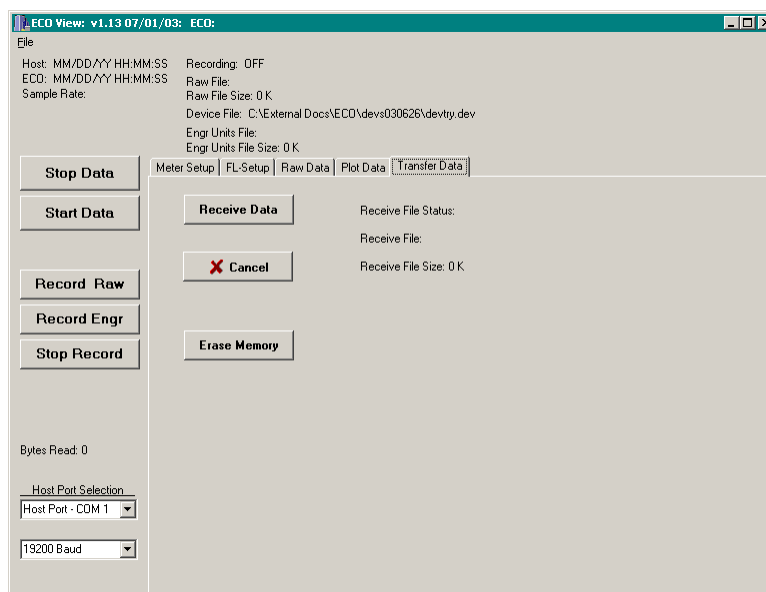 ECO View: v1.13 07/01/03: ECO:
File
Host: MM/DD/YY HH:MM:SS
ECO: MM/DD/YY HH:MM:SS
Sample Rate:
Recording: OFF
Raw File:
Raw File Size: 0 K
Device File: C:\External Docs\ECO\devs030626\devtry.dev
Engr Units File:
Engr Units File Size: 0 K
Stop Data
Start Data
Record Raw
Record Engr
Stop Record
Bytes Read: 0
Host Port Selection
Host Port - COM 1
19200 Baud
Meter Setup FL-Setup Raw Data Plot Data Transfer Data
Receive Data
Cancel
Erase Memory
Receive File Status:
Receive File:
Receive File Size: 0 K